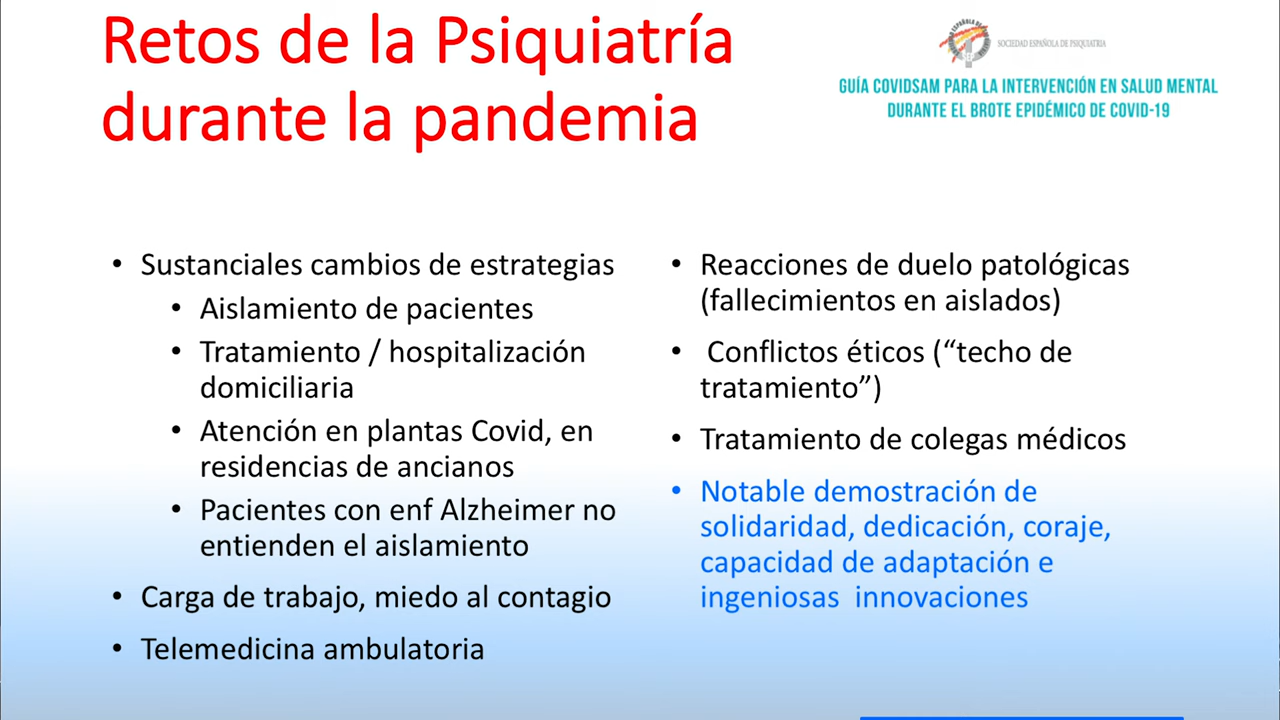 Retos de la Psiquiatría
durante la pandemia
SOCIEDAD ESPAÑOLA DE PSIQUIATRIA
GUÍA COVIDSAM PARA LA INTERVENCIÓN EN SALUD MENTAL
DURANTE EL BROTE EPIDÉMICO DE COVID-19
• Sustanciales cambios de estrategias
• Aislamiento de pacientes
• Tratamiento / hospitalización
domiciliaria
• Atención en plantas Covid, en
residencias de ancianos
• Pacientes con enf Alzheimer no
entienden el aislamiento
• Carga de trabajo, miedo al contagio
• Telemedicina ambulatoria
• Reacciones de duelo patológicas
(fallecimientos en aislados)
• Conflictos éticos (“techo de
tratamiento”)
• Tratamiento de colegas médicos
• Notable demostración de
solidaridad, dedicación, coraje,
capacidad de adaptación e
ingeniosas innovaciones